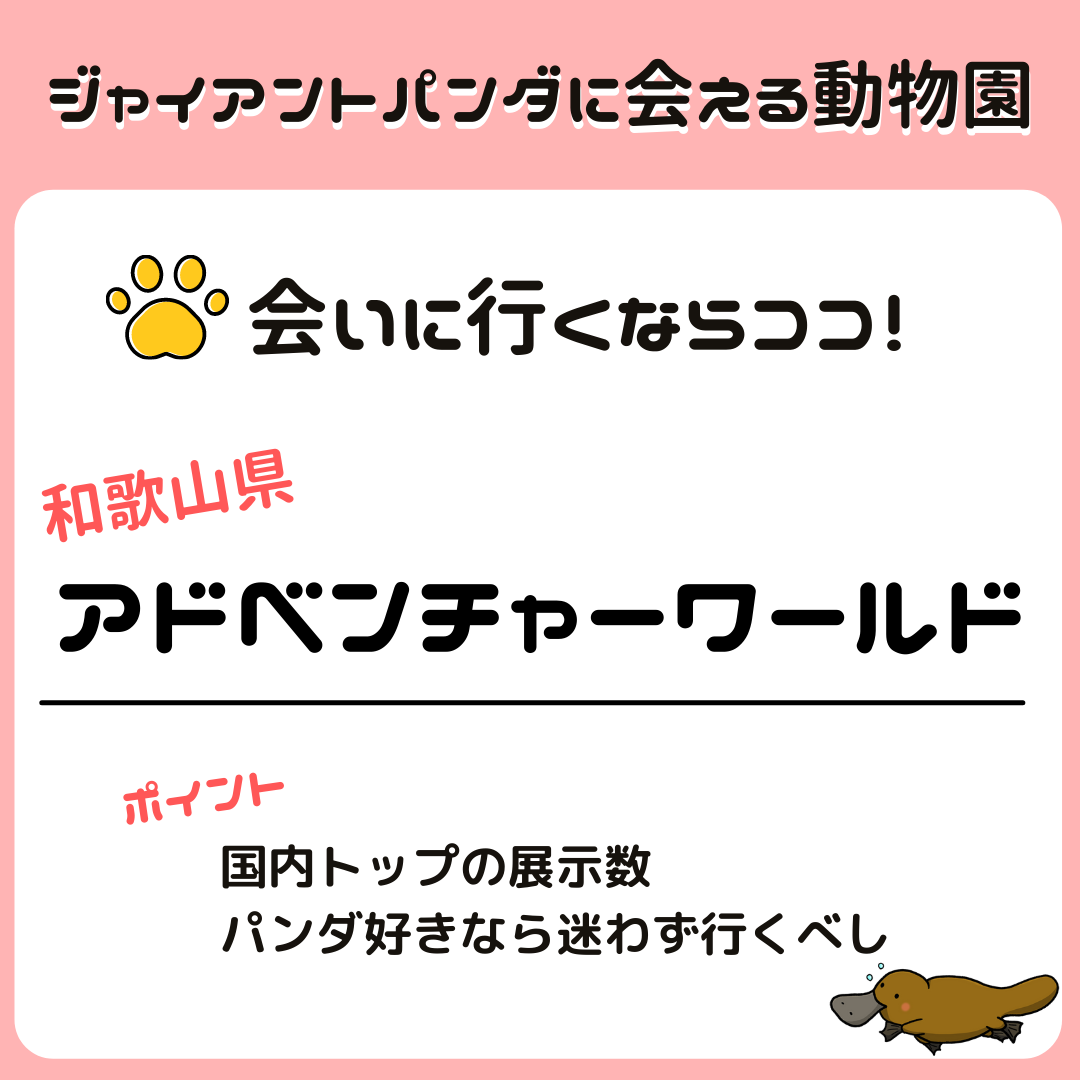 ジャイアントパンダに会える動物園
会いに行くならココ!
和歌山県
アドベンチャーワールド
ポイント
国内トップの展示数
パンダ好きなら迷わず行くべし